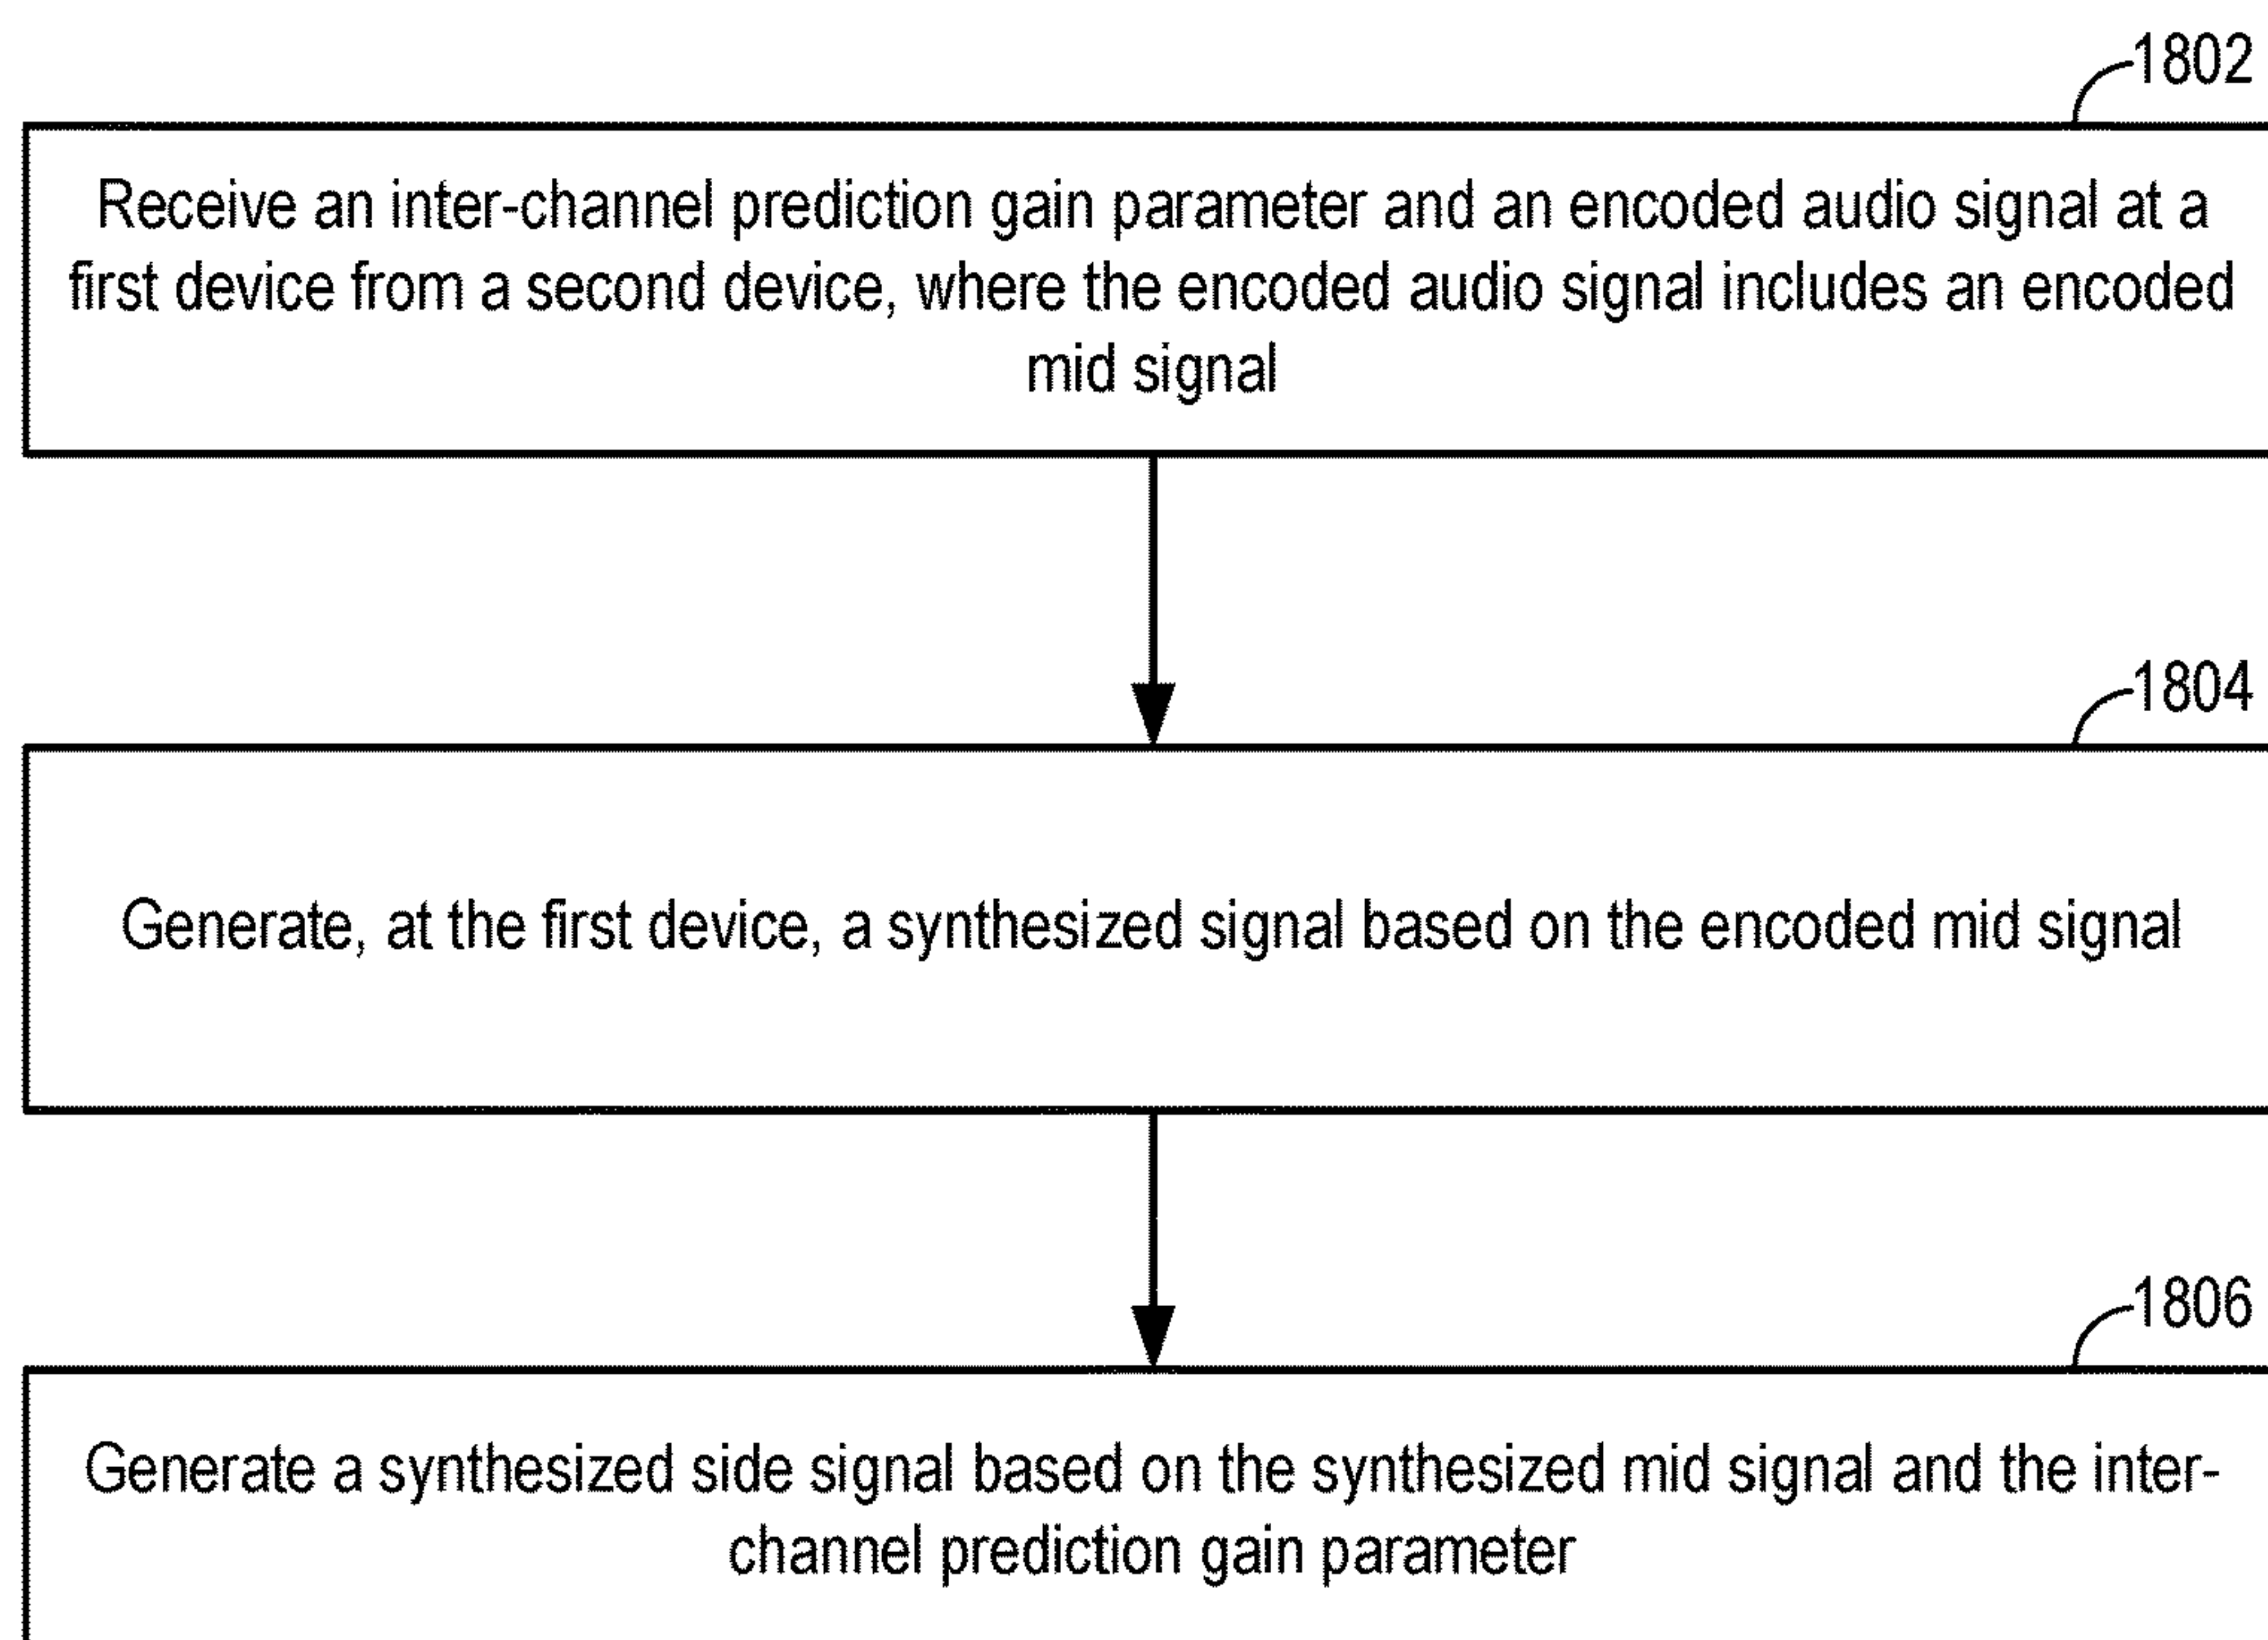 1802
Receive an inter-channel prediction gain parameter and an encoded audio signal at a
first device from a second device, where the encoded audio signal includes an encoded
mid signal
1804
Generate, at the first device, a synthesized signal based on the encoded mid signal
1806
Generate a synthesized side signal based on the synthesized mid signal and the inter-
channel prediction gain parameter